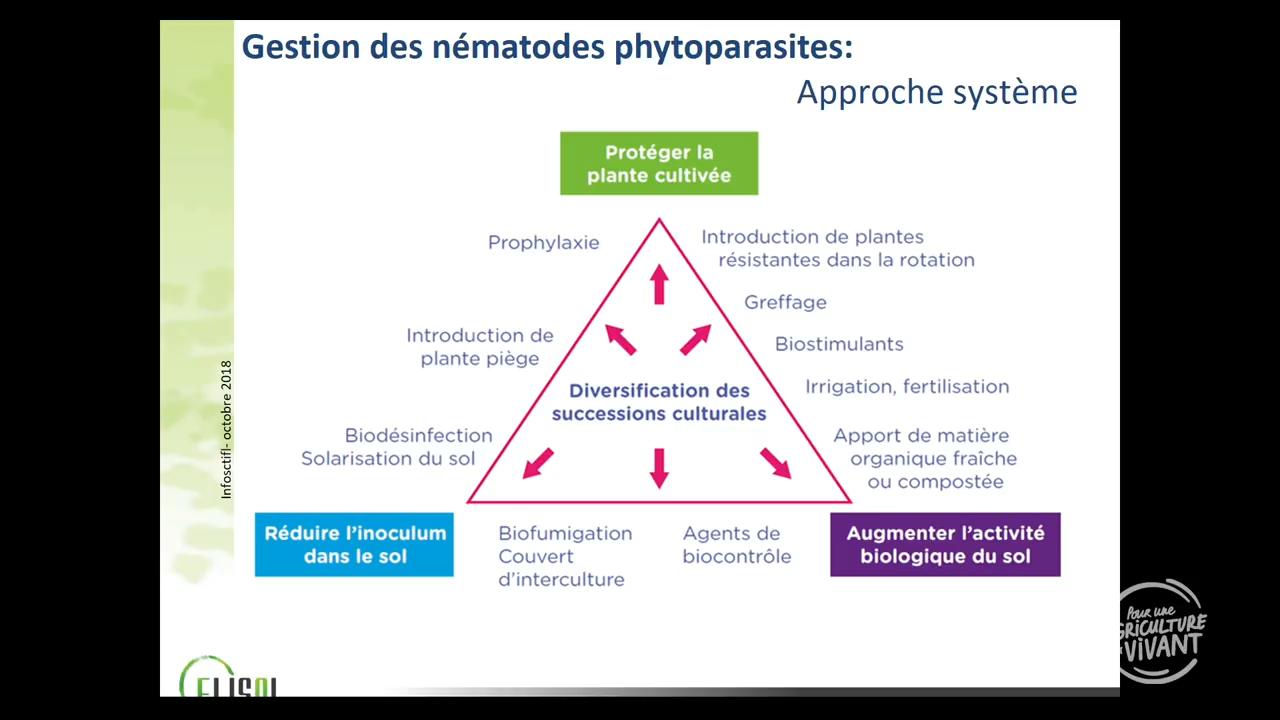 Gestion des nématodes phytoparasites:
Approche système
Protéger la
plante cultivée
Prophylaxie
Introduction de plantes
résistantes dans la rotation
Greffage
Introduction de
plante piège
Biostimulants
Irrigation, fertilisation
Diversification des
successions culturales
Biodésinfection
Solarisation du sol
Apport de matière
organique fraîche
ou compostée
Réduire l'inoculum
dans le sol
Biofumigation
Couvert
d'interculture
Agents de
biocontrôle
Augmenter l'activité
biologique du sol
Infosctifl- octobre 2018
ELISOL
Pour une
AGRICULTURE
VIVANT